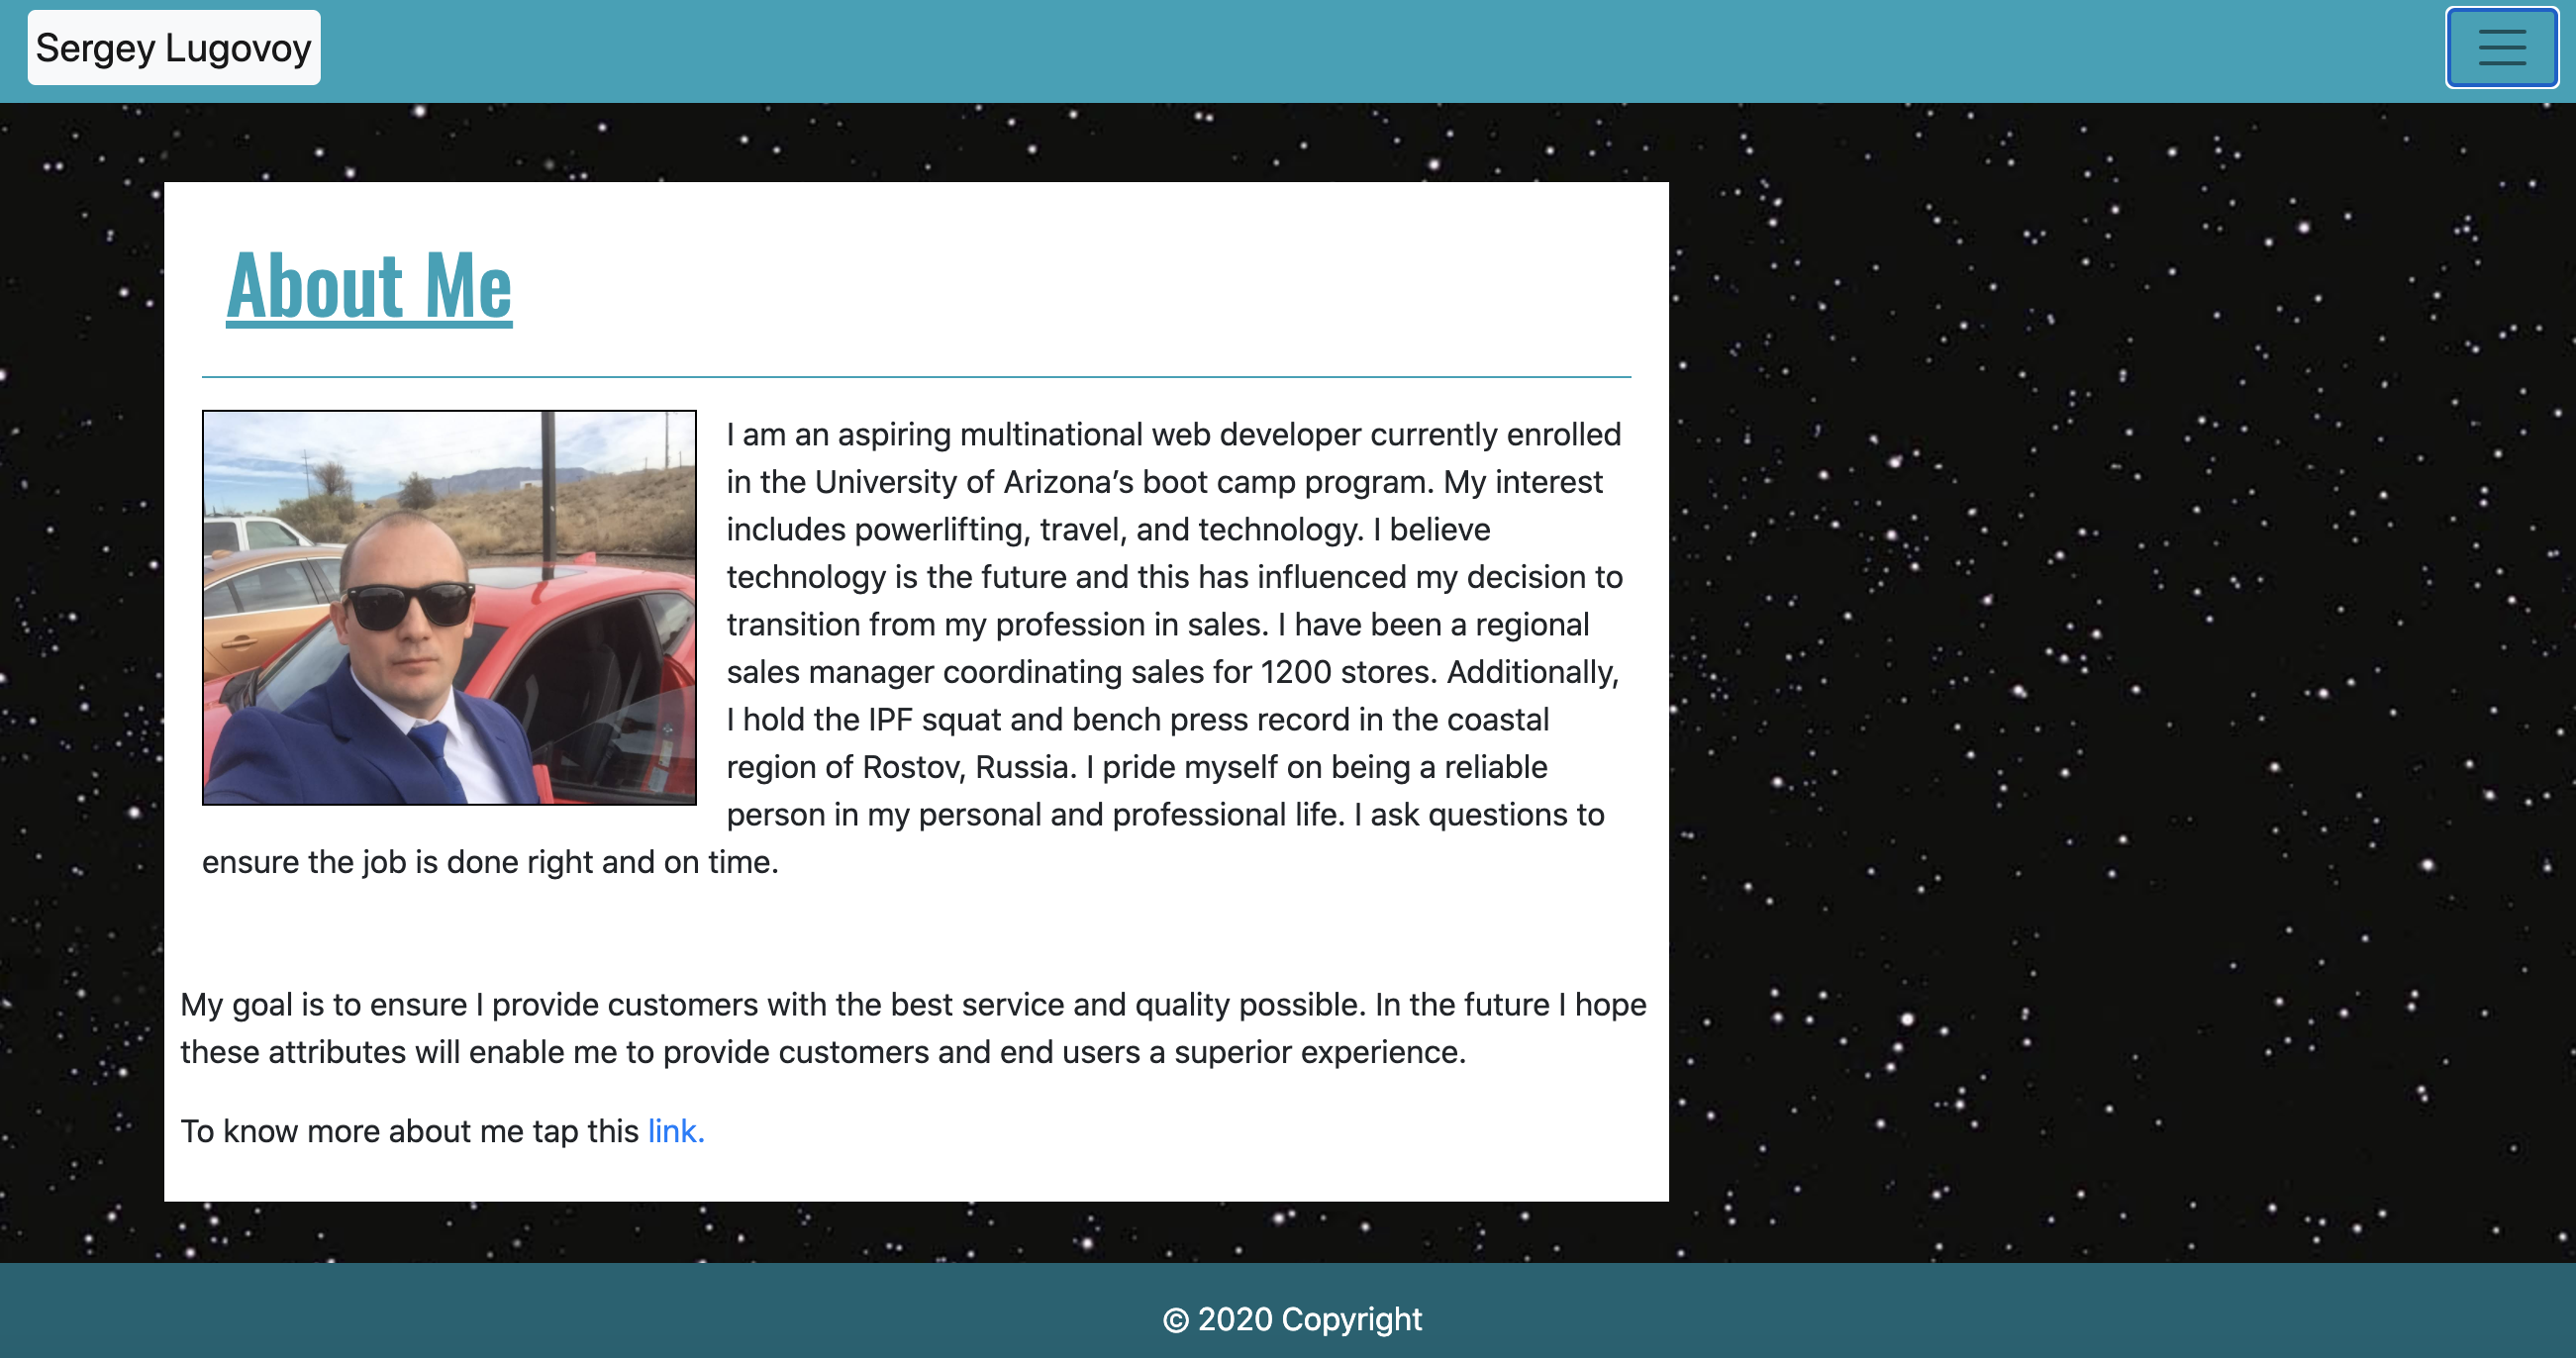 Sergey Lugovoy
About Me
I am an aspiring multinational web developer currently enrolled
in the University of Arizona’s boot camp program. My interest
includes powerlifting, travel, and technology. I believe
technology is the future and this has influenced my decision to
transition from my profession in sales. I have been a regional
sales manager coordinating sales for 1200 stores. Additionally,
I hold the IPF squat and bench press record in the coastal
region of Rostov, Russia. I pride myself on being a reliable
person in my personal and professional life. I ask questions to
ensure the job is done right and on time.
My goal is to ensure I provide customers with the best service and quality possible. In the future I hope
these attributes will enable me to provide customers and end users a superior experience.
To know more about me tap this link.
© 2020 Copyright